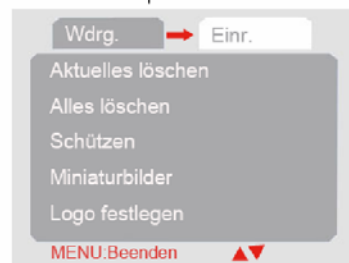 Wdrg. Einr.
Aktuelles löschen
Alles löschen
Schützen
Miniaturbilder
Logo festlegen
MENU:Beenden